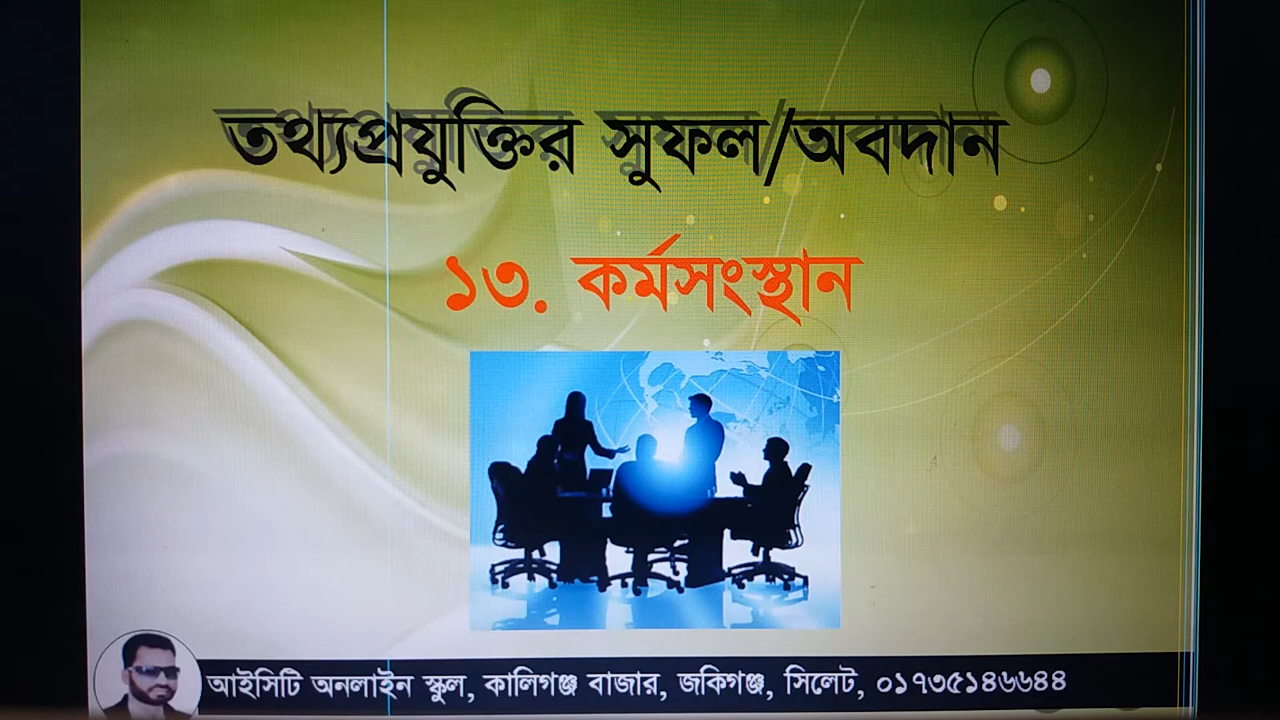 তথ্যপ্রযুক্তির সুফল/অবদান
১৩. কর্মসংস্থান
আইসিটি অনলাইন স্কুল, কালিগঞ্জ বাজার, জকিগঞ্জ, সিলেট, ০১৭৩৫১৪৬৬৪৪